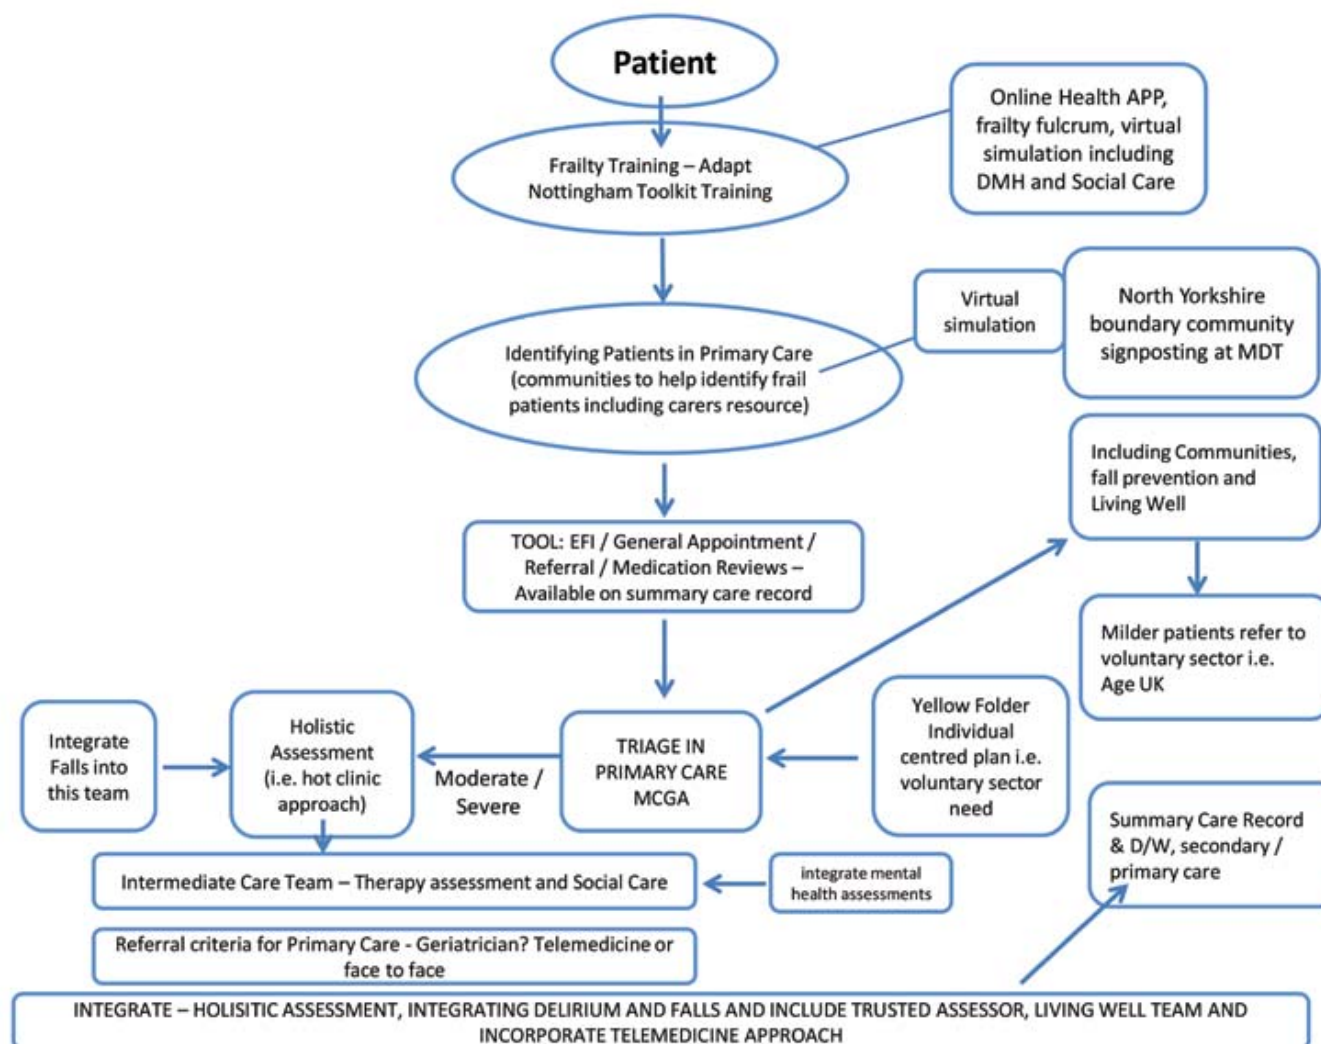 Patient
Online Health APP,
frailty fulcrum, virtual
simulation including
DMH and Social Care
Frailty Training – Adapt
Nottingham Toolkit Training
Virtual
simulation
North Yorkshire
boundary community
signposting at MDT
Identifying Patients in Primary Care
(communities to help identify frail
patients including carers resource)
Including Communities,
fall prevention and
Living Well
TOOL: EFI / General Appointment /
Referral / Medication Reviews –
Available on summary care record
Milder patients refer to
voluntary sector i.e.
Age UK
Integrate
Falls into
this team
Holistic
Assessment
(i.e. hot clinic
approach)
Moderate /
Severe
TRIAGE IN
PRIMARY CARE
MCGA
Yellow Folder
Individual
centred plan i.e.
voluntary sector
need
Summary Care Record
& D/W, secondary /
primary care
Intermediate Care Team – Therapy assessment and Social Care
integrate mental
health assessments
Referral criteria for Primary Care - Geriatrician? Telemedicine or
face to face
INTEGRATE – HOLISITIC ASSESSMENT, INTEGRATING DELIRIUM AND FALLS AND INCLUDE TRUSTED ASSESSOR, LIVING WELL TEAM AND
INCORPORATE TELEMEDICINE APPROACH